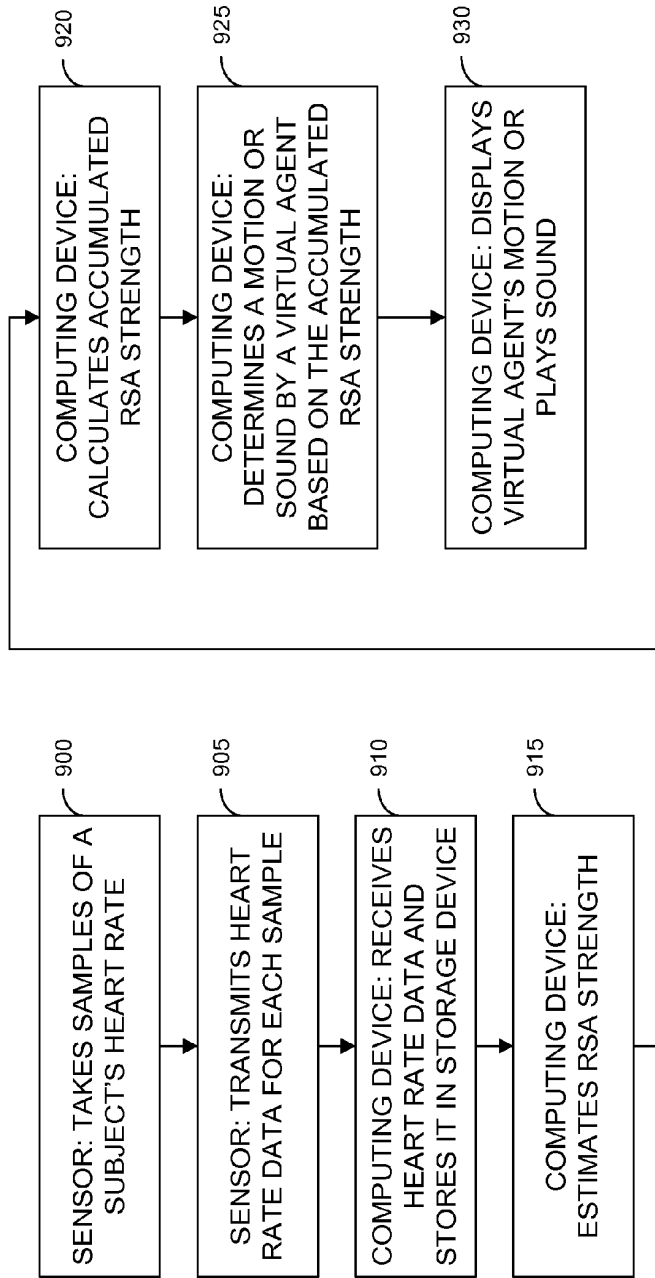 900
SENSOR: TAKES SAMPLES OF A
SUBJECT'S HEART RATE
905
SENSOR: TRANSMITS HEART
RATE DATA FOR EACH SAMPLE
910
COMPUTING DEVICE: RECEIVES
HEART RATE DATA AND
STORES IT IN STORAGE DEVICE
915
COMPUTING DEVICE:
ESTIMATES RSA STRENGTH
920
COMPUTING DEVICE:
CALCULATES ACCUMULATED
RSA STRENGTH
925
COMPUTING DEVICE:
DETERMINES A MOTION OR
SOUND BY A VIRTUAL AGENT
BASED ON THE ACCUMULATED
RSA STRENGTH
930
COMPUTING DEVICE: DISPLAYS
VIRTUAL AGENT'S MOTION OR
PLAYS SOUND